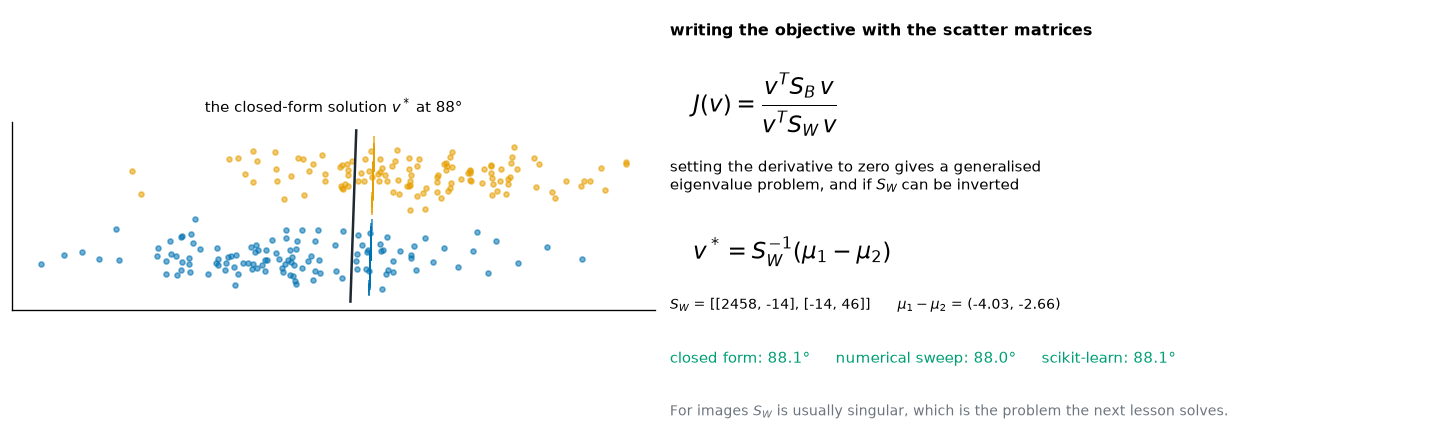 writing the objective with the scatter matrices
the closed-form solution v* at 88°
J(v) = v^T S_B v / v^T S_W v
setting the derivative to zero gives a generalised
eigenvalue problem, and if S_W can be inverted
v* = S_W^{-1}(μ_1 − μ_2)
S_W = [[2458, -14], [-14, 46]] μ_1 − μ_2 = (-4.03, -2.66)
closed form: 88.1° numerical sweep: 88.0° scikit-learn: 88.1°
For images S_W is usually singular, which is the problem the next lesson solves.